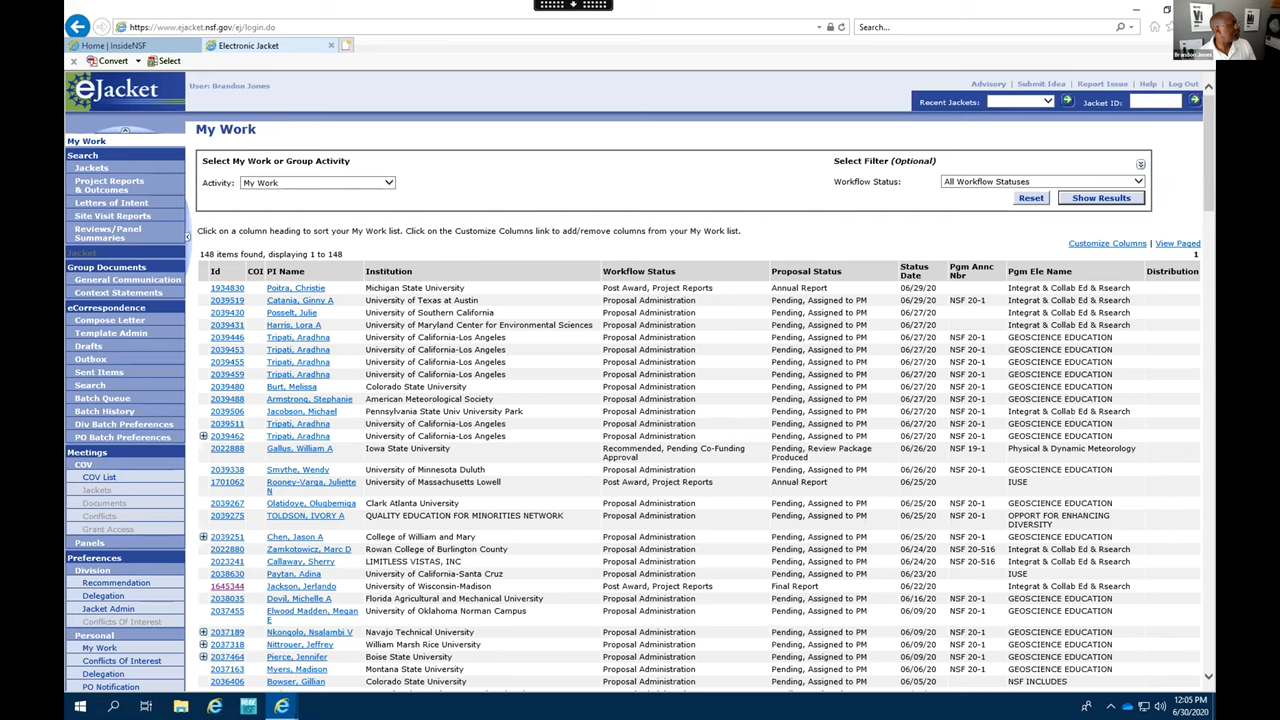 https://www.ejacket.nsf.gov/ej/login.do
Search...
Home | InsideNSF
Electronic Jacket
Convert
Select
Brandon Jones
eJacket
User: Brandon Jones
Advisory | Submit Idea | Report Issue | Help | Log Out
Recent Jackets:
Jacket ID:
My Work
Search
Jackets
Project Reports
& Outcomes
Letters of Intent
Site Visit Reports
Reviews/Panel
Summaries
Jacket
Group Documents
General Communication
Context Statements
eCorrespondence
Compose Letter
Template Admin
Drafts
Outbox
Sent Items
Search
Batch Queue
Batch History
Div Batch Preferences
PO Batch Preferences
Meetings
COV
COV List
Jackets
Documents
Conflicts
Grant Access
Panels
Preferences
Division
Recommendation
Delegation
Jacket Admin
Conflicts Of Interest
Personal
My Work
Conflicts Of Interest
Delegation
PO Notification
My Work
Select My Work or Group Activity
Select Filter (Optional)
Activity: My Work
Workflow Status: All Workflow Statuses
Reset
Show Results
Click on a column heading to sort your My Work list. Click on the Customize Columns link to add/remove columns from your My Work list.
Customize Columns | View Paged
148 items found, displaying 1 to 148
1
Id COI PI Name Institution Workflow Status Proposal Status Status Date Pgm Annc Nbr Pgm Ele Name Distribution
1934830 Poitra, Christie Michigan State University Post Award, Project Reports Annual Report 06/29/20 Integrat & Collab Ed & Rsearch
2039519 Catania, Ginny A University of Texas at Austin Proposal Administration Pending, Assigned to PM 06/29/20 NSF 20-1 Integrat & Collab Ed & Rsearch
2039430 Posselt, Julie University of Southern California Proposal Administration Pending, Assigned to PM 06/27/20 Integrat & Collab Ed & Rsearch
2039431 Harris, Lora A University of Maryland Center for Environmental Sciences Proposal Administration Pending, Assigned to PM 06/27/20 Integrat & Collab Ed & Rsearch
2039446 Tripati, Aradhna University of California-Los Angeles Proposal Administration Pending, Assigned to PM 06/27/20 NSF 20-1 GEOSCIENCE EDUCATION
2039453 Tripati, Aradhna University of California-Los Angeles Proposal Administration Pending, Assigned to PM 06/27/20 NSF 20-1 GEOSCIENCE EDUCATION
2039455 Tripati, Aradhna University of California-Los Angeles Proposal Administration Pending, Assigned to PM 06/27/20 NSF 20-1 GEOSCIENCE EDUCATION
2039459 Tripati, Aradhna University of California-Los Angeles Proposal Administration Pending, Assigned to PM 06/27/20 NSF 20-1 GEOSCIENCE EDUCATION
2039480 Burt, Melissa Colorado State University Proposal Administration Pending, Assigned to PM 06/27/20 NSF 20-1 GEOSCIENCE EDUCATION
2039488 Armstrong, Stephanie American Meteorological Society Proposal Administration Pending, Assigned to PM 06/27/20 NSF 20-1 GEOSCIENCE EDUCATION
2039506 Jacobson, Michael Pennsylvania State Univ University Park Proposal Administration Pending, Assigned to PM 06/27/20 NSF 20-1 Integrat & Collab Ed & Rsearch
2039511 Tripati, Aradhna University of California-Los Angeles Proposal Administration Pending, Assigned to PM 06/27/20 NSF 20-1 GEOSCIENCE EDUCATION
2039462 Tripati, Aradhna University of California-Los Angeles Proposal Administration Pending, Assigned to PM 06/27/20 NSF 20-1 GEOSCIENCE EDUCATION
2022888 Gallus, William A Iowa State University Recommended, Pending Co-Funding Approval Pending, Review Package Produced 06/26/20 NSF 19-1 Physical & Dynamic Meteorology
2039338 Smythe, Wendy University of Minnesota Duluth Proposal Administration Pending, Assigned to PM 06/26/20 NSF 20-1 GEOSCIENCE EDUCATION
1701062 Rooney-Varga, Juliette N University of Massachusetts Lowell Post Award, Project Reports Annual Report 06/25/20 IUSE
2039267 Olatidoye, Olugbemiga Clark Atlanta University Proposal Administration Pending, Assigned to PM 06/25/20 NSF 20-1 GEOSCIENCE EDUCATION
2039275 TOLDSON, IVORY A QUALITY EDUCATION FOR MINORITIES NETWORK Proposal Administration Pending, Assigned to PM 06/25/20 NSF 20-1 OPPORT FOR ENHANCING DIVERSITY
2039251 Chen, Jason A College of William and Mary Proposal Administration Pending, Assigned to PM 06/25/20 NSF 20-1 GEOSCIENCE EDUCATION
2022880 Zamkotowicz, Marc D Rowan College of Burlington County Proposal Administration Pending, Assigned to PM 06/24/20 NSF 20-516 Integrat & Collab Ed & Rsearch
2023241 Callaway, Sherry LIMITLESS VISTAS, INC Proposal Administration Pending, Assigned to PM 06/24/20 NSF 20-516 Integrat & Collab Ed & Rsearch
2038630 Paytan, Adina University of California-Santa Cruz Proposal Administration Pending, Assigned to PM 06/23/20 IUSE
1645344 Jackson, Jerlando University of Wisconsin-Madison Post Award, Project Reports Final Report 06/22/20 Integrat & Collab Ed & Rsearch
2038035 Dovil, Michelle A Florida Agricultural and Mechanical University Proposal Administration Pending, Assigned to PM 06/16/20 NSF 20-1 GEOSCIENCE EDUCATION
2037455 Elwood Madden, Megan E University of Oklahoma Norman Campus Proposal Administration Pending, Assigned to PM 06/09/20 NSF 20-1 GEOSCIENCE EDUCATION
2037189 Nkongolo, Nsalambi V Navajo Technical University Proposal Administration Pending, Assigned to PM 06/09/20 NSF 20-1 GEOSCIENCE EDUCATION
2037318 Nittrouer, Jeffrey William Marsh Rice University Proposal Administration Pending, Assigned to PM 06/09/20 NSF 20-1 GEOSCIENCE EDUCATION
2037464 Pierce, Jennifer Boise State University Proposal Administration Pending, Assigned to PM 06/09/20 NSF 20-1 GEOSCIENCE EDUCATION
2037163 Myers, Madison Montana State University Proposal Administration Pending, Assigned to PM 06/06/20 NSF 20-1 GEOSCIENCE EDUCATION
2036406 Bowser, Gillian Colorado State University Proposal Administration Pending, Assigned to PM 06/05/20 NSF 20-1 NSF INCLUDES
12:05 PM
6/30/2020